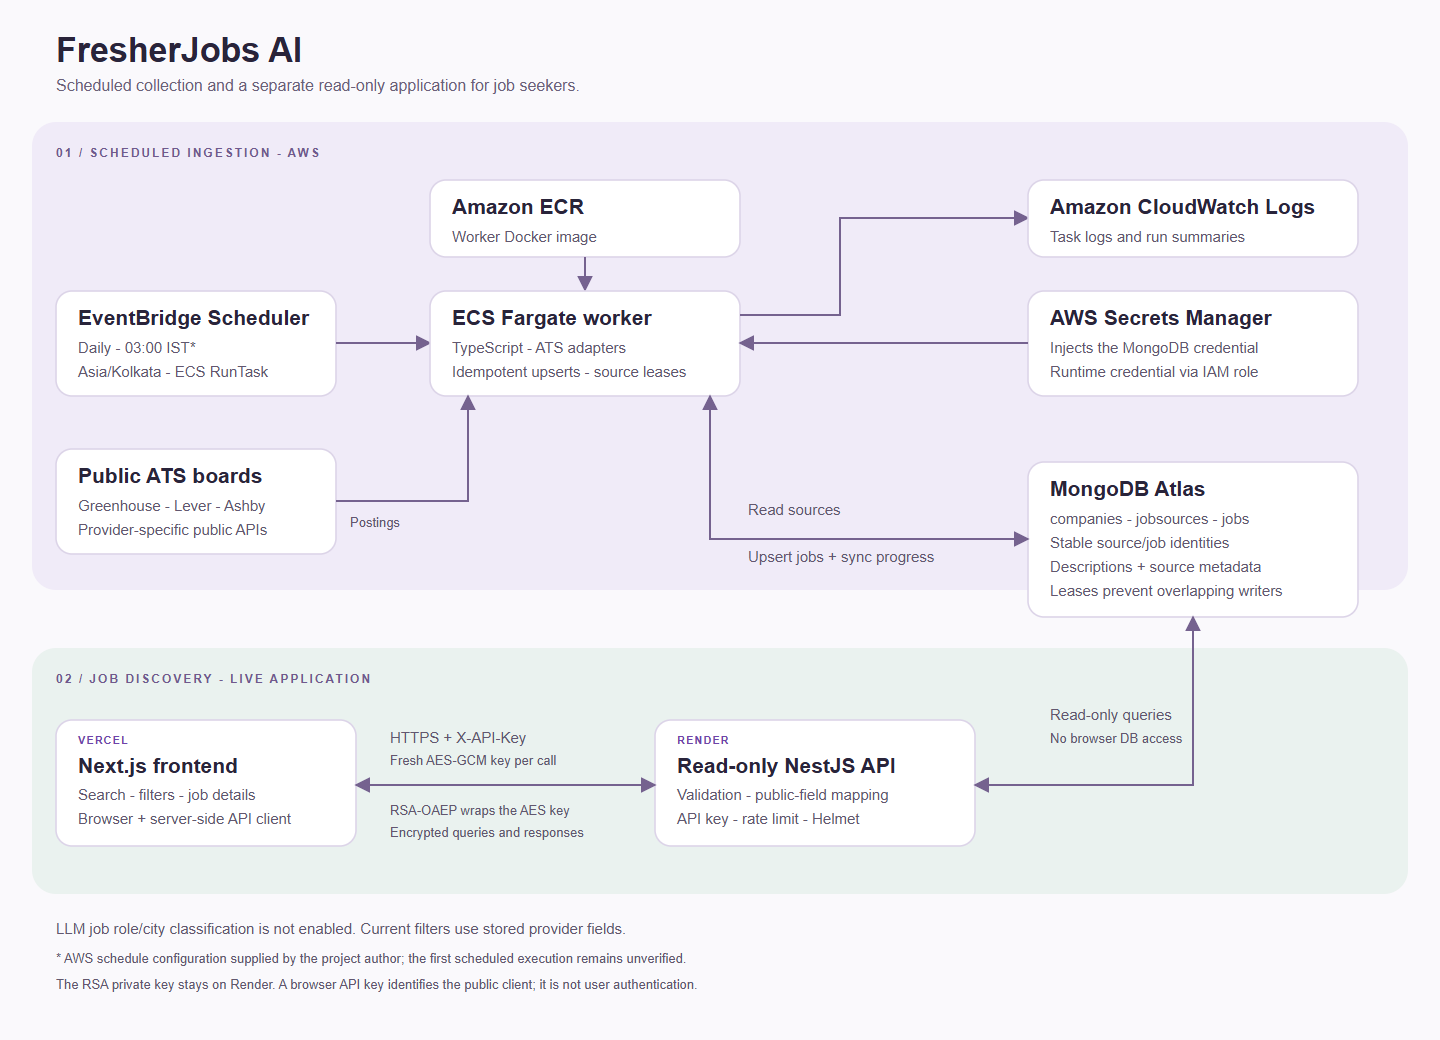 FresherJobs AI
Scheduled collection and a separate read-only application for job seekers.
01 / SCHEDULED INGESTION - AWS
Amazon ECR
Worker Docker image
Amazon CloudWatch Logs
Task logs and run summaries
EventBridge Scheduler
Daily - 03:00 IST*
Asia/Kolkata - ECS RunTask
ECS Fargate worker
TypeScript - ATS adapters
Idempotent upserts - source leases
AWS Secrets Manager
Injects the MongoDB credential
Runtime credential via IAM role
Public ATS boards
Greenhouse - Lever - Ashby
Provider-specific public APIs
Postings
Read sources
Upsert jobs + sync progress
MongoDB Atlas
companies - jobsources - jobs
Stable source/job identities
Descriptions + source metadata
Leases prevent overlapping writers
02 / JOB DISCOVERY - LIVE APPLICATION
VERCEL
Next.js frontend
Search - filters - job details
Browser + server-side API client
HTTPS + X-API-Key
Fresh AES-GCM key per call
RSA-OAEP wraps the AES key
Encrypted queries and responses
RENDER
Read-only NestJS API
Validation - public-field mapping
API key - rate limit - Helmet
Read-only queries
No browser DB access
LLM job role/city classification is not enabled. Current filters use stored provider fields.
* AWS schedule configuration supplied by the project author; the first scheduled execution remains unverified.
The RSA private key stays on Render. A browser API key identifies the public client; it is not user authentication.